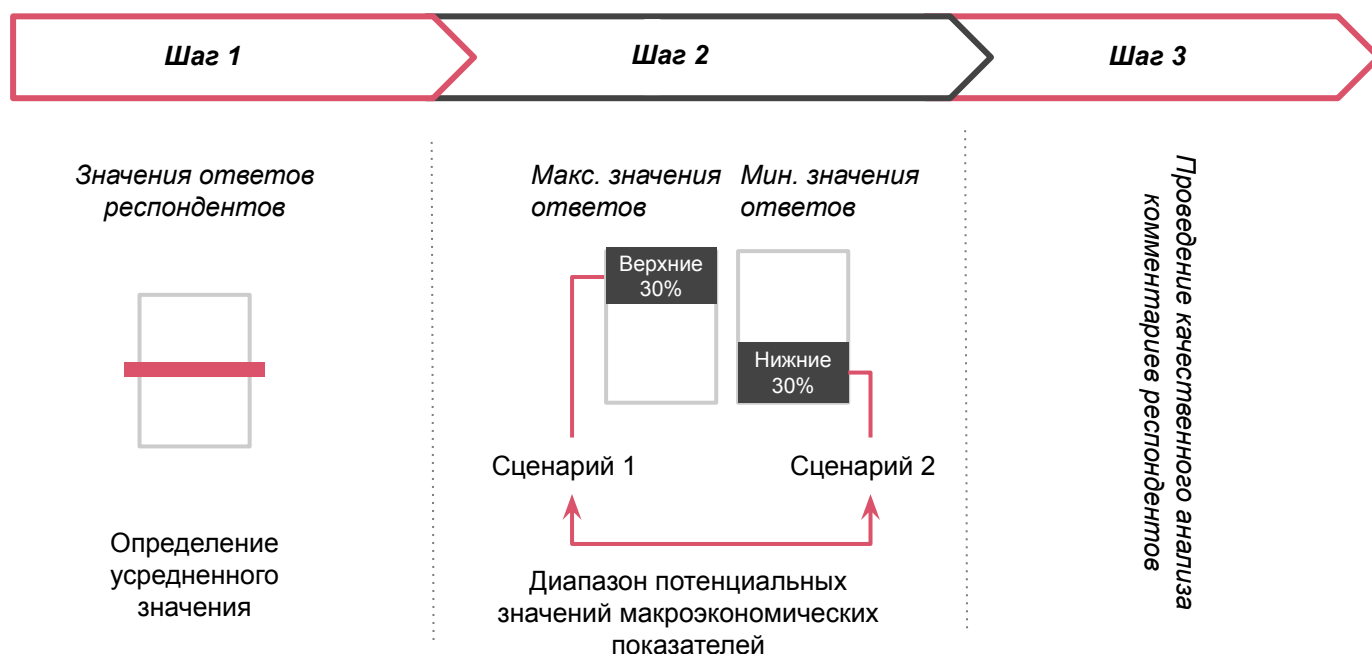 Шаг 1
Шаг 2
Шаг 3
Значения ответов
респондентов
Определение
усредненного
значения
Макс. значения
ответов
Мин. значения
ответов
Верхние
30%
Нижние
30%
Сценарий 1
Сценарий 2
Диапазон потенциальных
значений макроэкономических
показателей
Проведение качественного анализа
комментариев респондентов